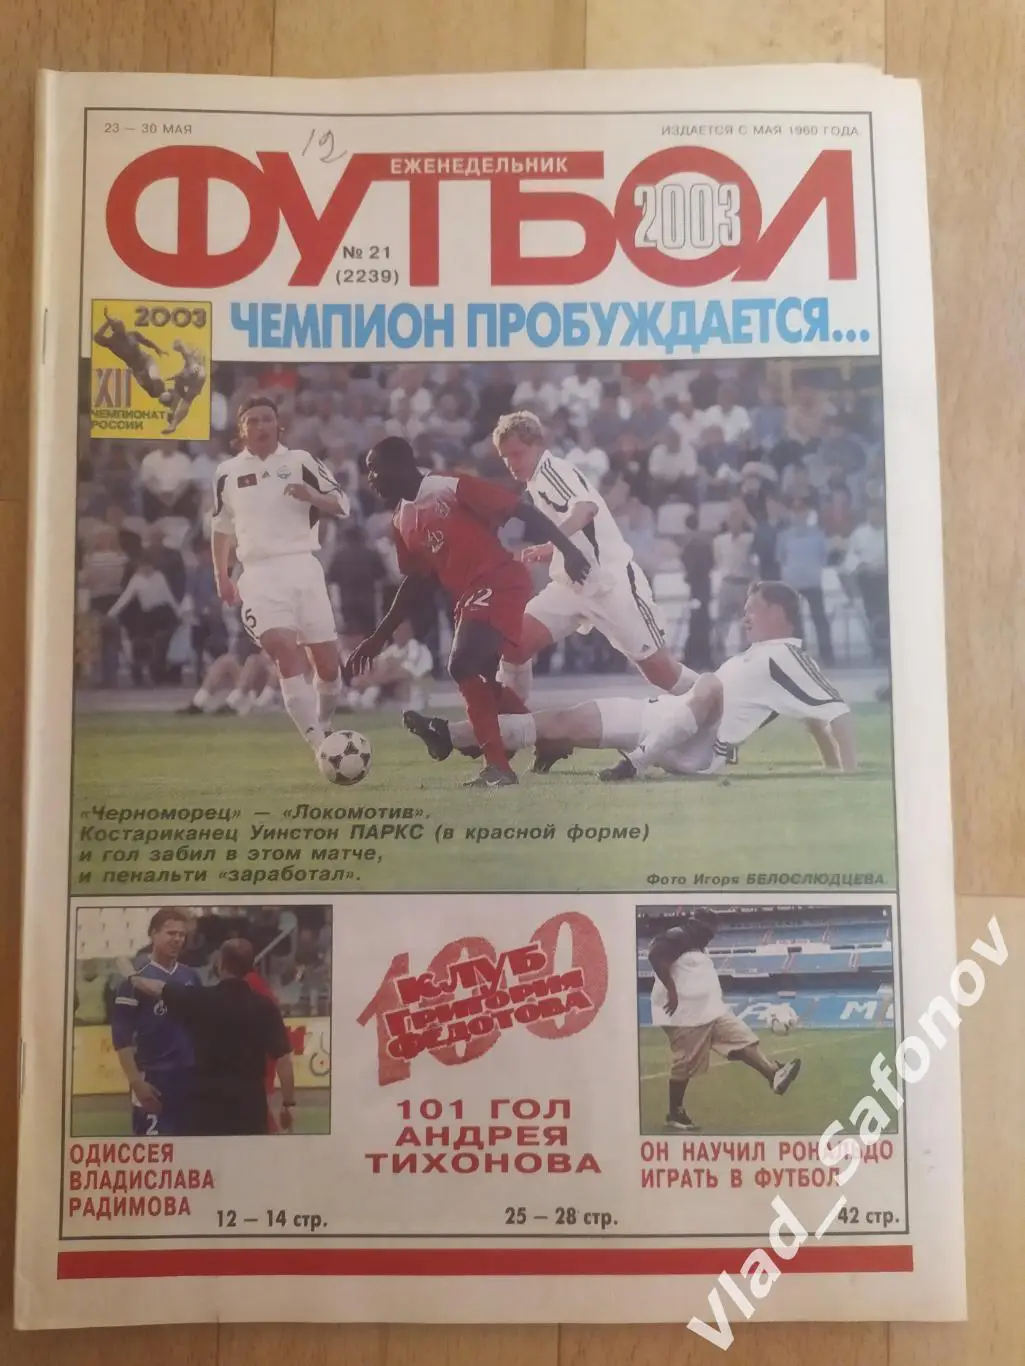 23 – 30 МАЯ
ИЗДАЕТСЯ С МАЯ 1960 ГОДА.
19
ЕЖЕНЕДЕЛЬНИК
ФУТБОЛ
2003
№ 21
(2239)
ЧЕМПИОН ПРОБУЖДАЕТСЯ...
2003
XII
ЧЕМПИОНАТ
РОССИИ
«Черноморец» – «Локомотив».
Костариканец Уинстон ПАРКС (в красной форме)
и гол забил в этом матче,
и пенальти «заработал».
Фото Игоря БЕЛОСЛЮДЦЕВА.
100
КЛУБ
ГРИГОРИЯ
ФЕДОТОВА
ОДИССЕЯ
ВЛАДИСЛАВА
РАДИМОВА
12 – 14 стр.
101 ГОЛ
АНДРЕЯ
ТИХОНОВА
25 – 28 стр.
ОН НАУЧИЛ РОНАЛЬДО
ИГРАТЬ В ФУТБОЛ
42 стр.
Vlad_Safonov